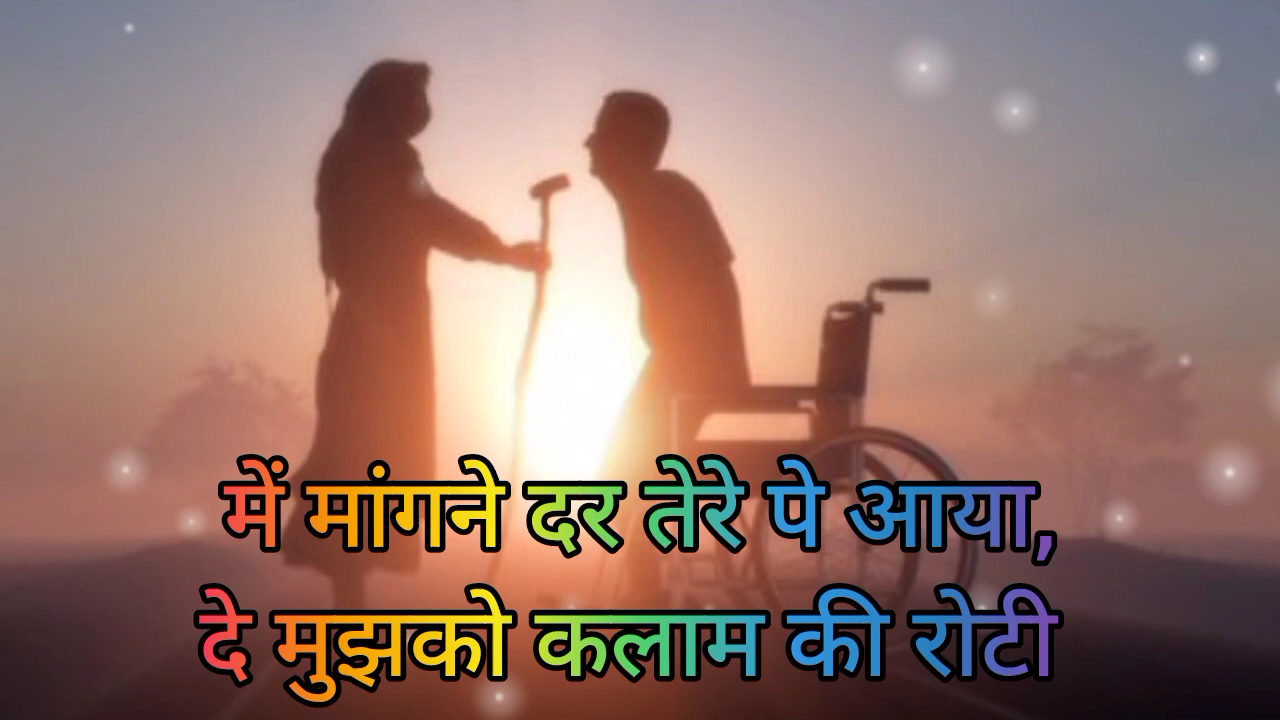 में मांगने दर तेरे पे आया,
दे मुझको कलाम की रोटी